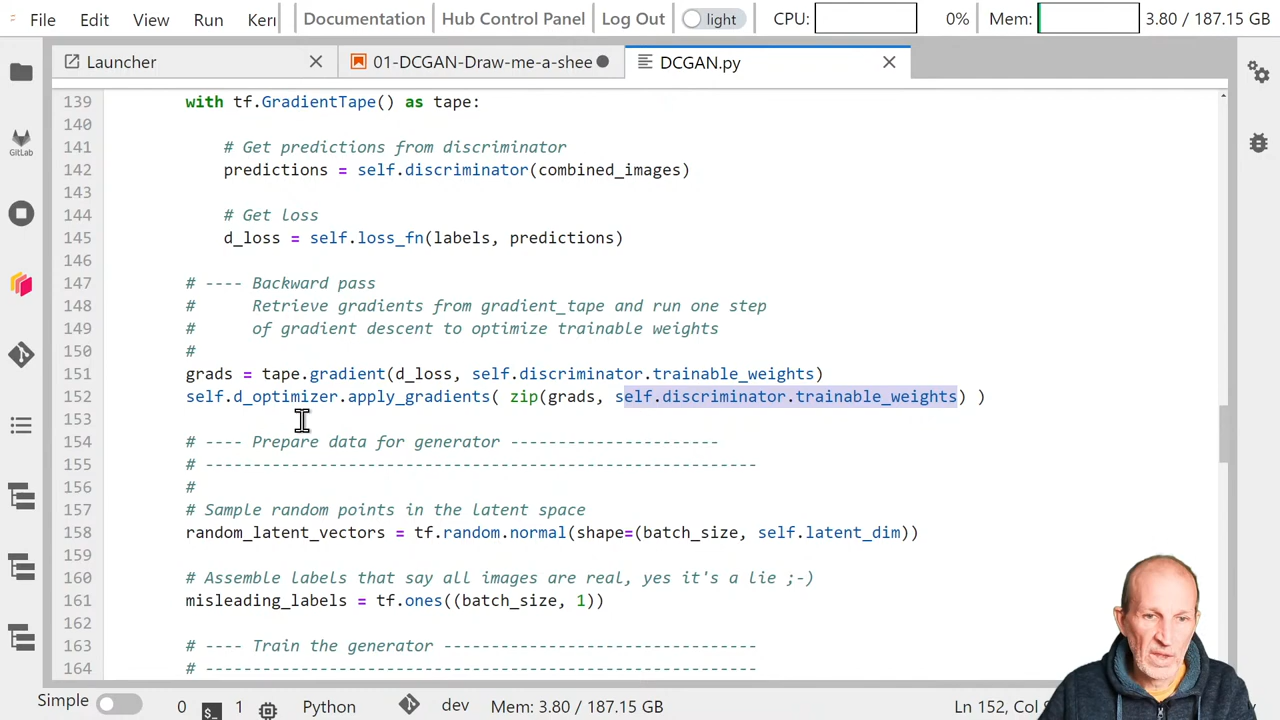 File Edit View Run Keri Documentation Hub Control Panel Log Out light CPU: 0% Mem: 3.80 / 187.15 GB
Launcher 01-DCGAN-Draw-me-a-shee DCGAN.py
139 with tf.GradientTape() as tape:
140
141 # Get predictions from discriminator
142 predictions = self.discriminator(combined_images)
143
144 # Get loss
145 d_loss = self.loss_fn(labels, predictions)
146
147 # ---- Backward pass
148 # Retrieve gradients from gradient_tape and run one step
149 # of gradient descent to optimize trainable weights
150 #
151 grads = tape.gradient(d_loss, self.discriminator.trainable_weights)
152 self.d_optimizer.apply_gradients( zip(grads, self.discriminator.trainable_weights) )
153
154 # ---- Prepare data for generator ----------------------
155 # ----------------------------------------------------------
156 #
157 # Sample random points in the latent space
158 random_latent_vectors = tf.random.normal(shape=(batch_size, self.latent_dim))
159
160 # Assemble labels that say all images are real, yes it's a lie ;-)
161 misleading_labels = tf.ones((batch_size, 1))
162
163 # ---- Train the generator ---------------------------------
164 # ----------------------------------------------------------
GitLab
Simple 0 1 Python dev Mem: 3.80 / 187.15 GB Ln 152, Col